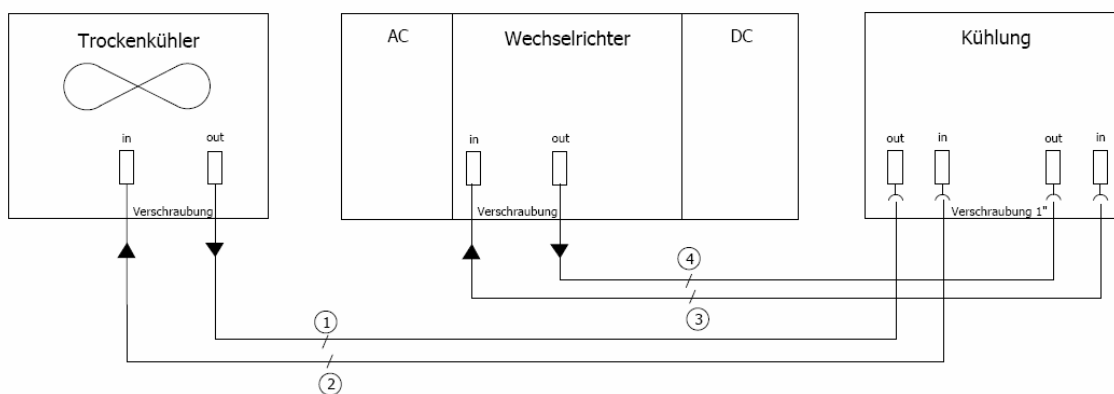 Trockenkühler
in
out
Verschraubung
AC
Wechselrichter
DC
in
out
Verschraubung
Kühlung
out
in
out
in
Verschraubung 1"
4
3
1
2